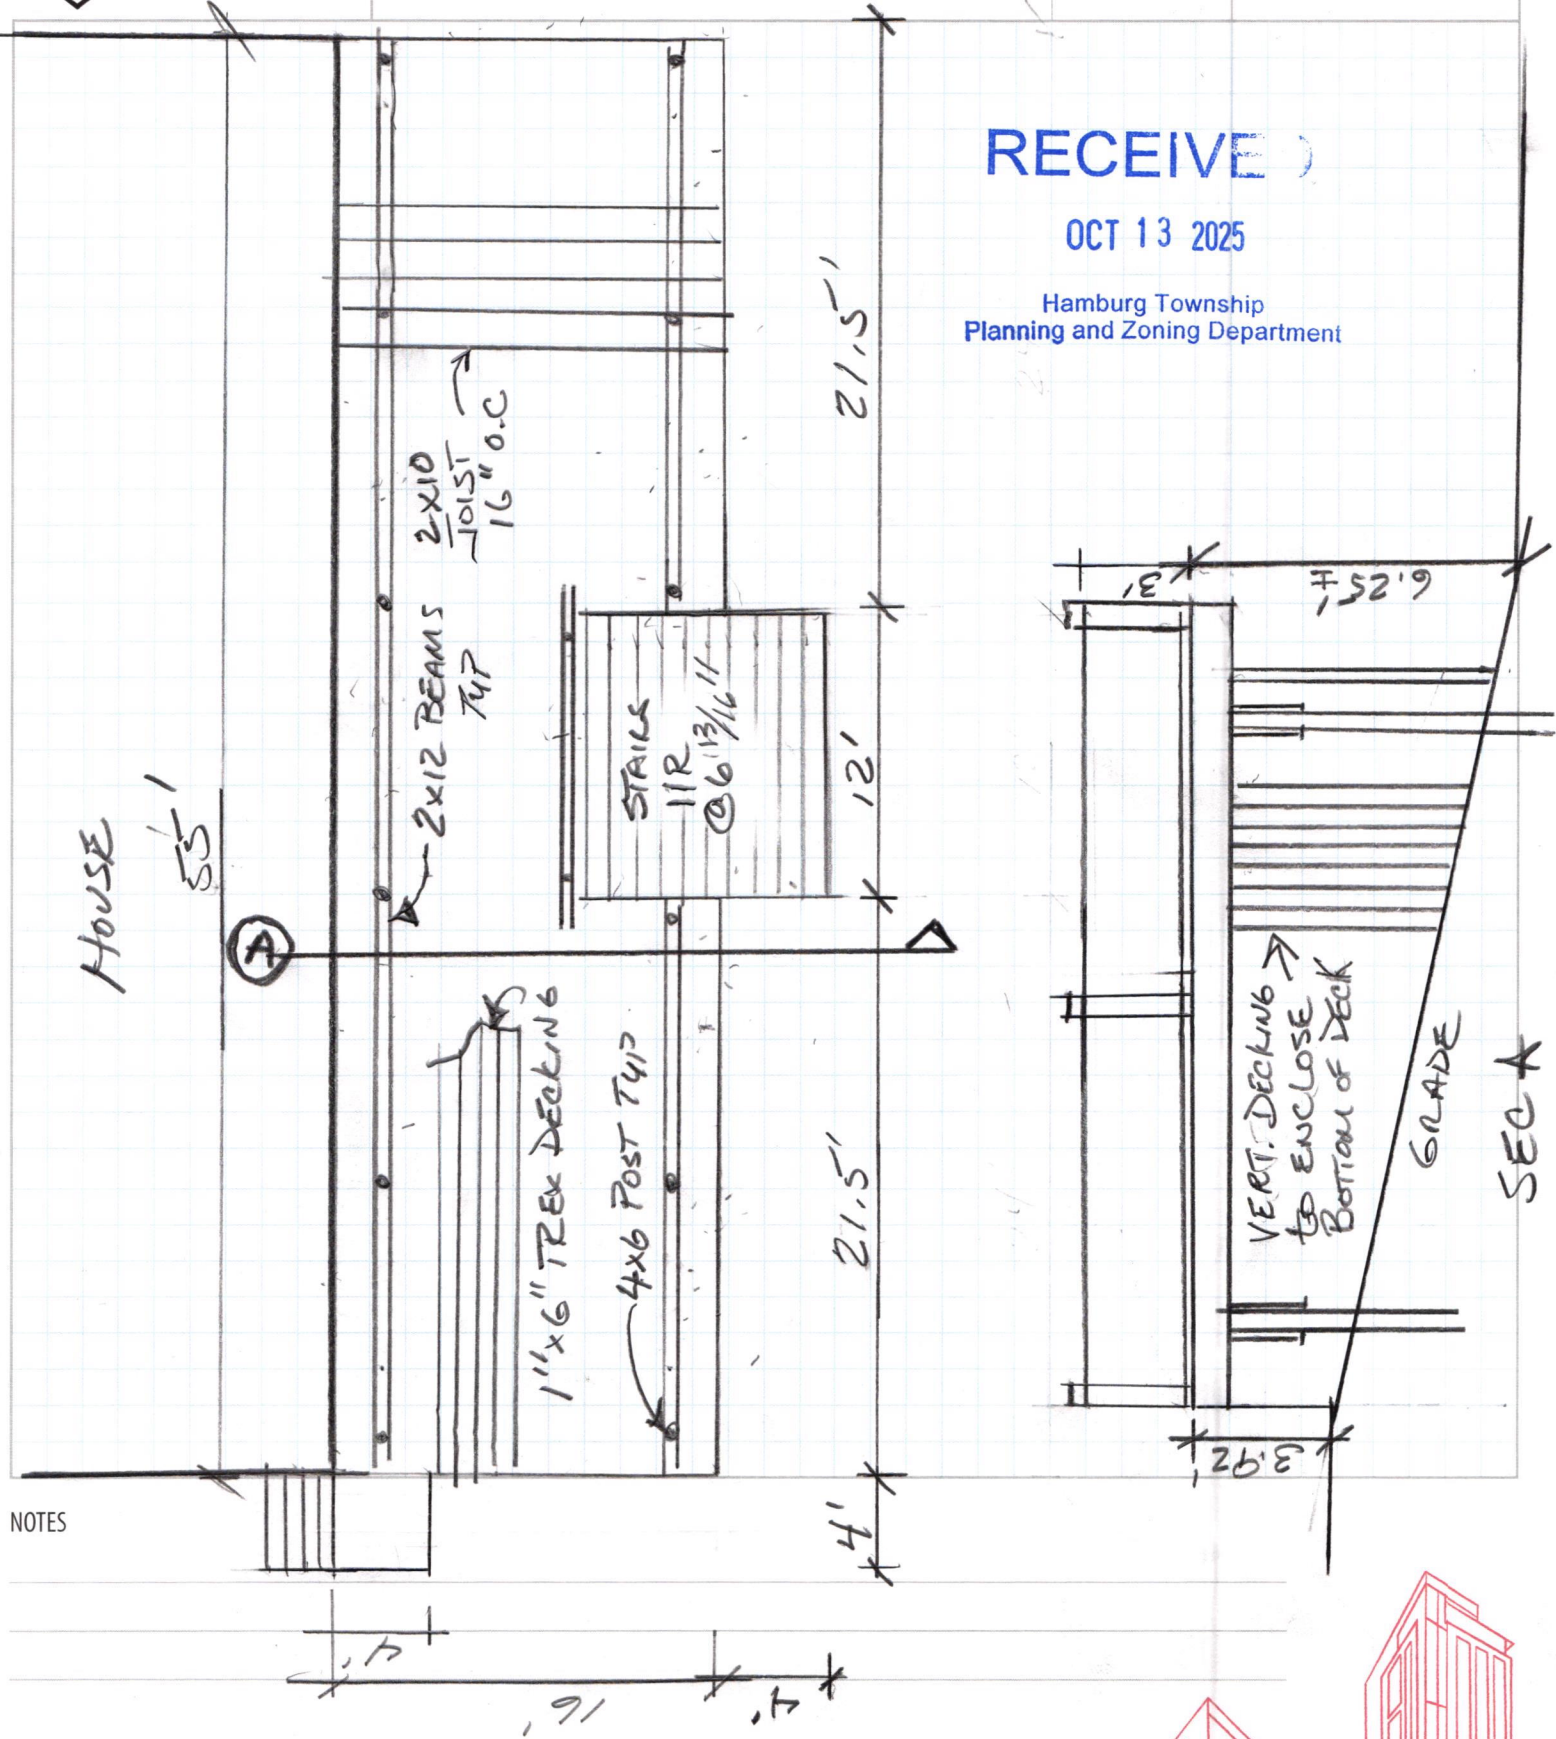 RECEIVE
OCT 13 2025
Hamburg Township
Planning and Zoning Department
HOUSE
55'
2X10
JOIST
16" O.C
2X12 BEAMS
TYP
STAIRS
11R
@ 6 13/16"
21.5'
12'
21.5'
4'
A
1"x6" TREX DECKING
4x6 POST TYP
3'
6.25'±
VERT. DECKING
to ENCLOSE
BOTTOM OF DECK
GRADE
SEC A
3.92'
NOTES
4'
16'
4'